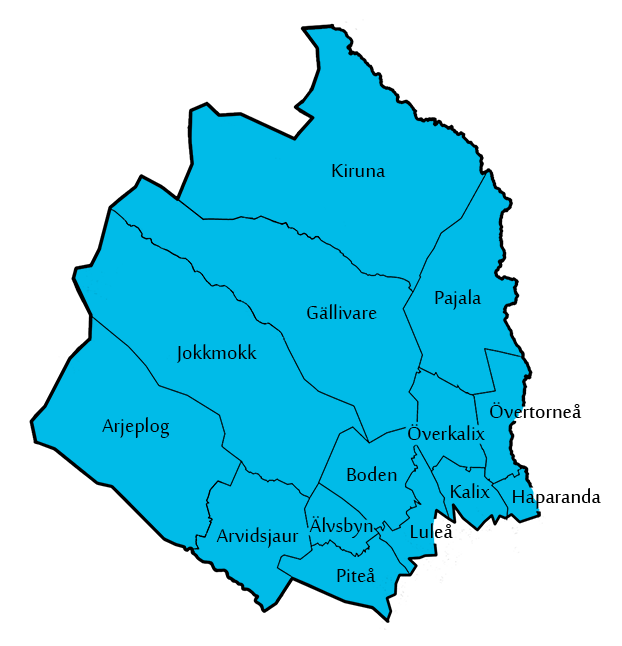 Kiruna
Pajala
Gällivare
Jokkmokk
Övertorneå
Arjeplog
Överkalix
Boden
Kalix
Haparanda
Älvsbyn
Luleå
Arvidsjaur
Piteå